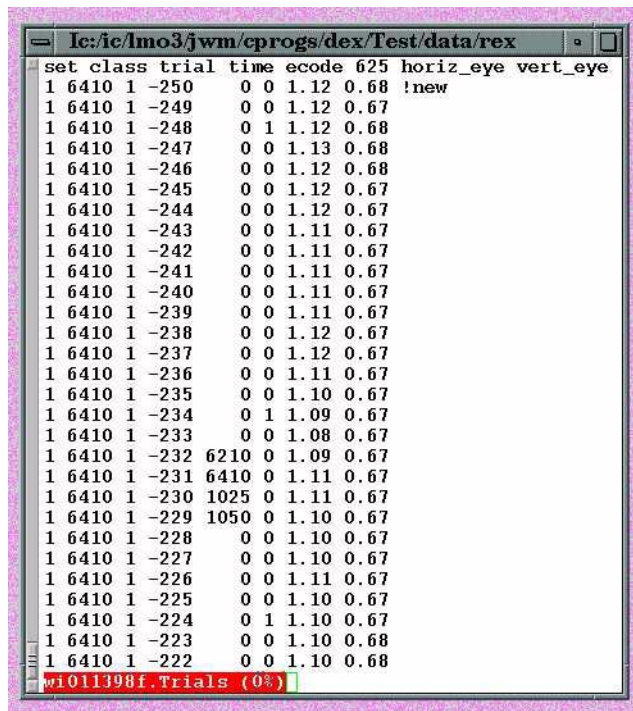 Ic:/ic/lmo3/jwm/cprogs/dex/Test/data/rex
set class trial time ecode 625 horiz_eye vert_eye
1 6410 1 -250 0 0 1.12 0.68 !new
1 6410 1 -249 0 0 1.12 0.67
1 6410 1 -248 0 1 1.12 0.68
1 6410 1 -247 0 0 1.13 0.68
1 6410 1 -246 0 0 1.12 0.68
1 6410 1 -245 0 0 1.12 0.67
1 6410 1 -244 0 0 1.12 0.67
1 6410 1 -243 0 0 1.11 0.67
1 6410 1 -242 0 0 1.11 0.67
1 6410 1 -241 0 0 1.11 0.67
1 6410 1 -240 0 0 1.11 0.67
1 6410 1 -239 0 0 1.11 0.67
1 6410 1 -238 0 0 1.12 0.67
1 6410 1 -237 0 0 1.12 0.67
1 6410 1 -236 0 0 1.11 0.67
1 6410 1 -235 0 0 1.10 0.67
1 6410 1 -234 0 1 1.09 0.67
1 6410 1 -233 0 0 1.08 0.67
1 6410 1 -232 6210 0 1.09 0.67
1 6410 1 -231 6410 0 1.11 0.67
1 6410 1 -230 1025 0 1.11 0.67
1 6410 1 -229 1050 0 1.10 0.67
1 6410 1 -228 0 0 1.10 0.67
1 6410 1 -227 0 0 1.10 0.67
1 6410 1 -226 0 0 1.11 0.67
1 6410 1 -225 0 0 1.10 0.67
1 6410 1 -224 0 1 1.10 0.67
1 6410 1 -223 0 0 1.10 0.68
1 6410 1 -222 0 0 1.10 0.68
wi011398f.Trials (0%)